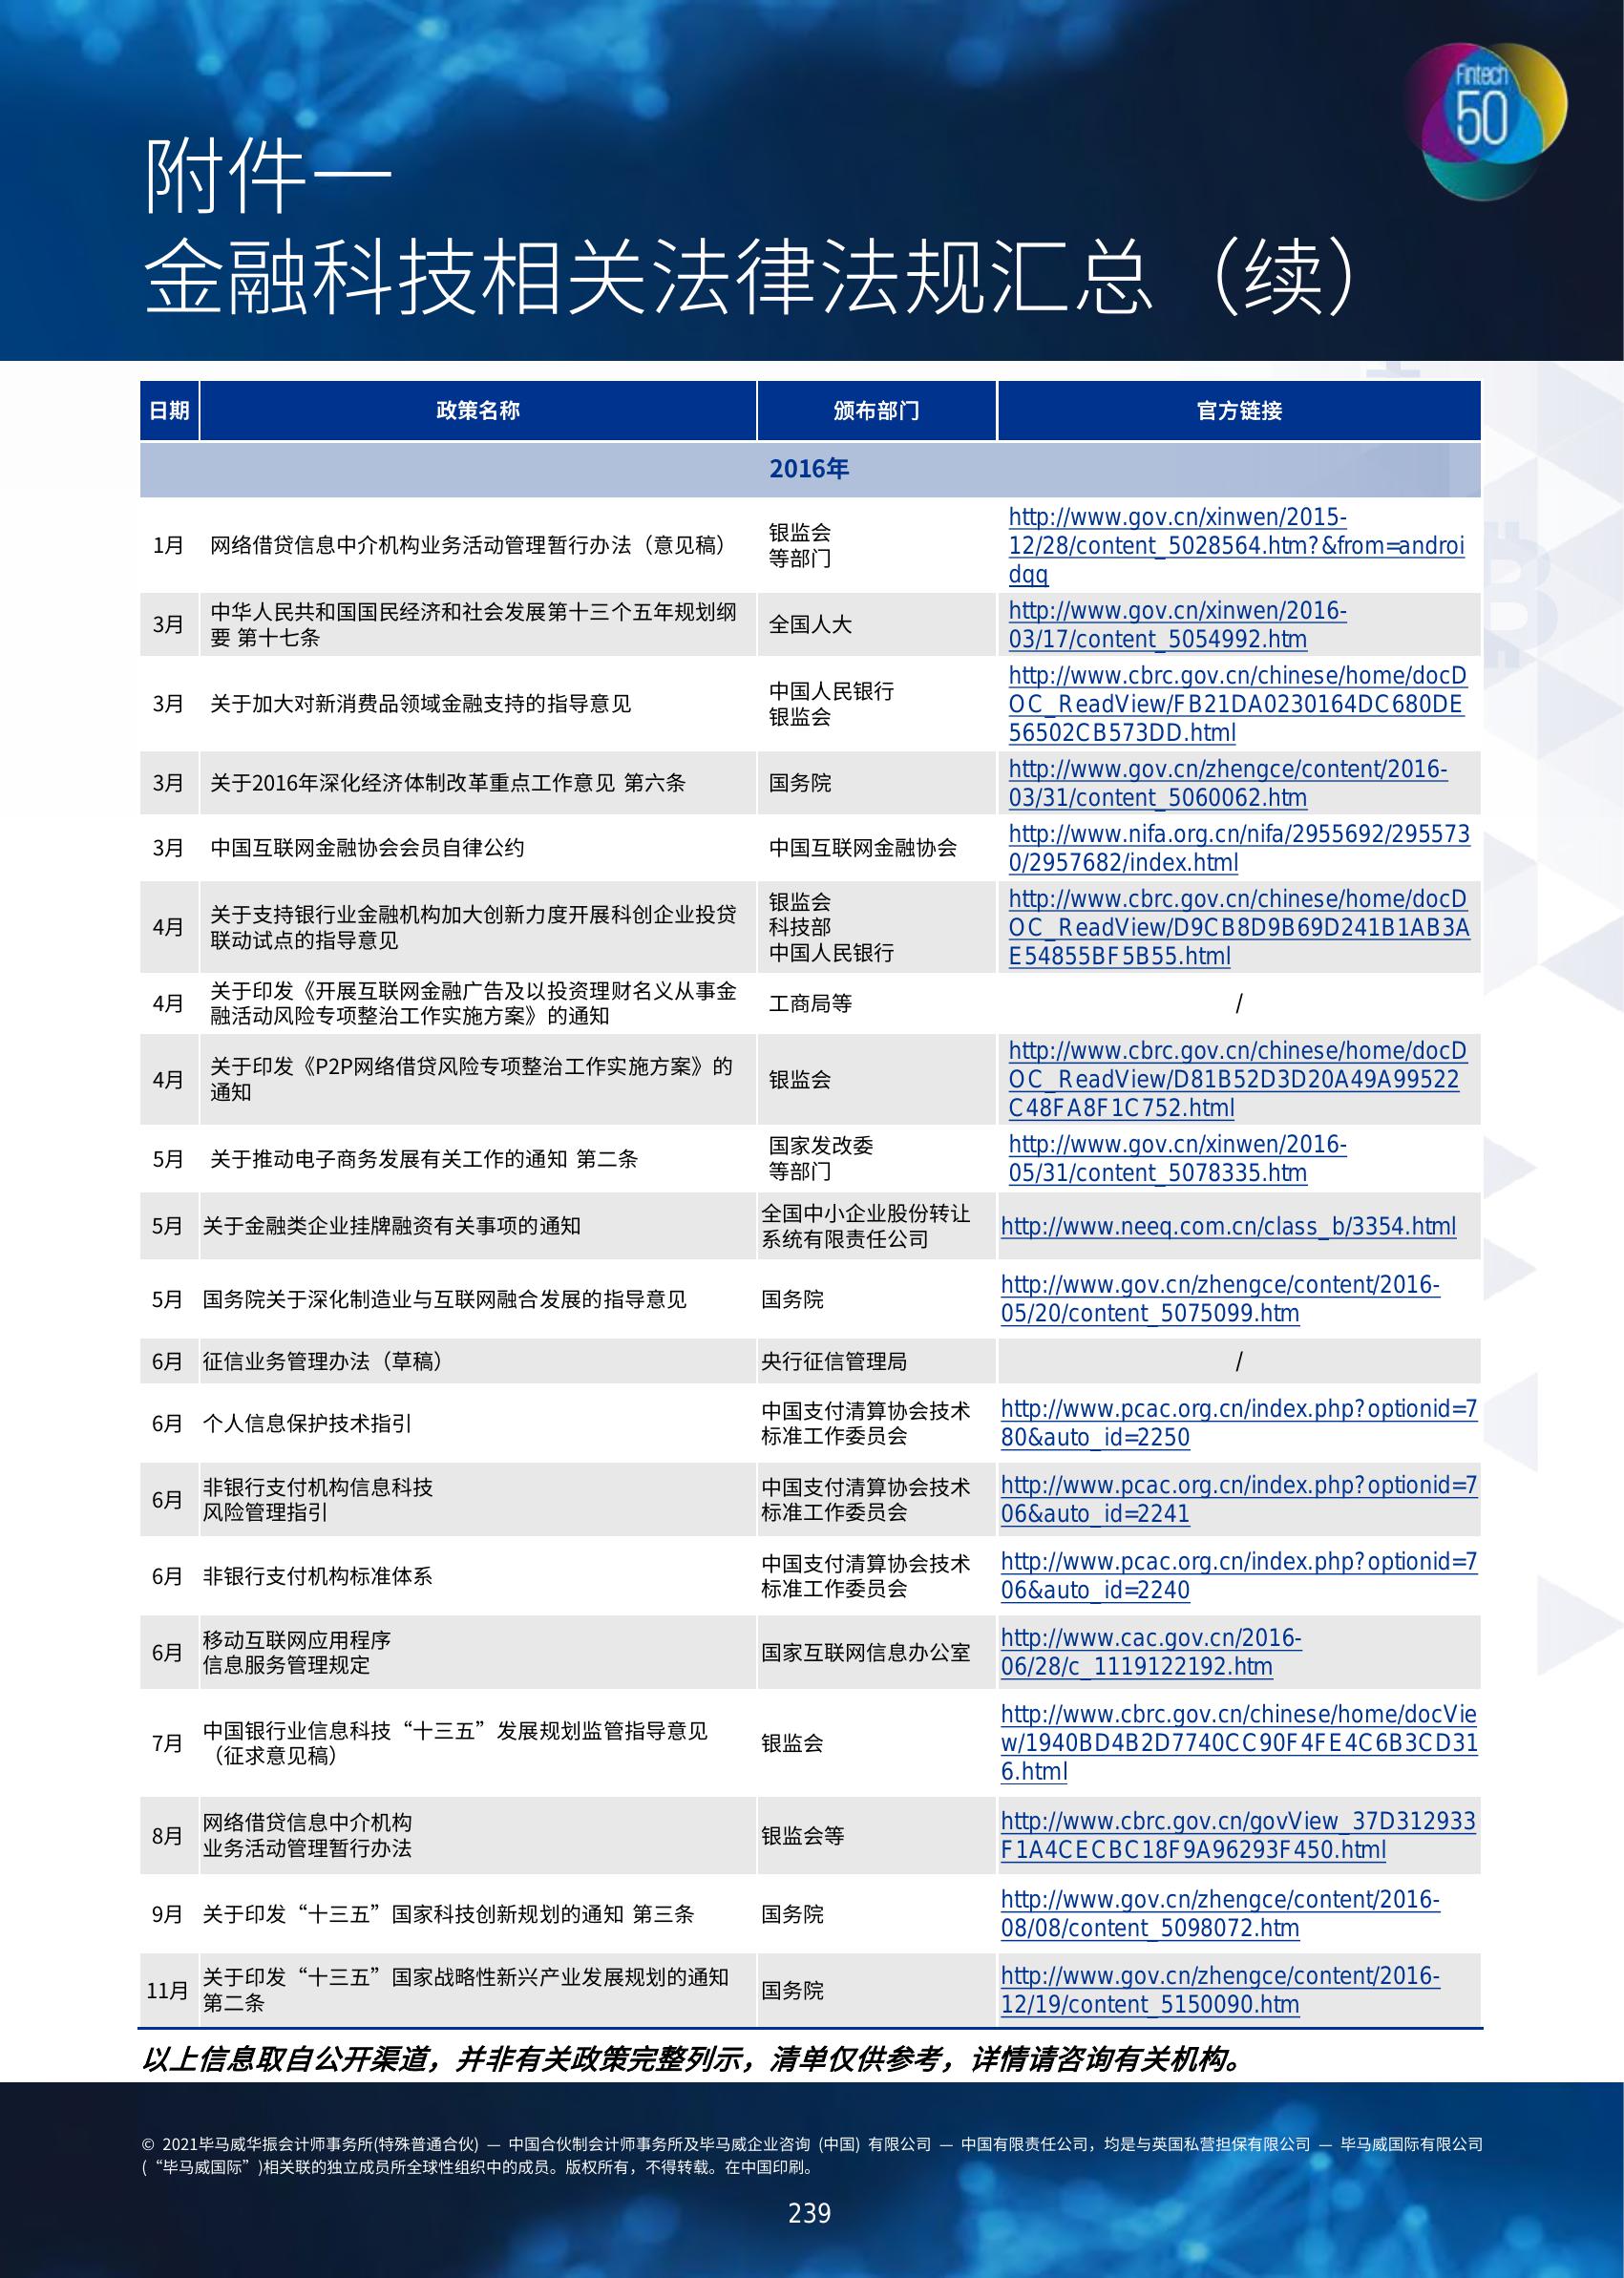 Fintech
50
附件一
金融科技相关法律法规汇总（续）
日期 政策名称 颁布部门 官方链接
2016年
1月 网络借贷信息中介机构业务活动管理暂行办法（意见稿） 银监会
等部门 http://www.gov.cn/xinwen/2015-
12/28/content_5028564.htm?&from=androi
dqq
3月 中华人民共和国国民经济和社会发展第十三个五年规划纲
要 第十七条 全国人大 http://www.gov.cn/xinwen/2016-
03/17/content_5054992.htm
3月 关于加大对新消费品领域金融支持的指导意见 中国人民银行
银监会 http://www.cbrc.gov.cn/chinese/home/docD
OC_ReadView/FB21DA0230164DC680DE
56502CB573DD.html
3月 关于2016年深化经济体制改革重点工作意见 第六条 国务院 http://www.gov.cn/zhengce/content/2016-
03/31/content_5060062.htm
3月 中国互联网金融协会会员自律公约 中国互联网金融协会 http://www.nifa.org.cn/nifa/2955692/295573
0/2957682/index.html
4月 关于支持银行业金融机构加大创新力度开展科创企业投贷
联动试点的指导意见 银监会
科技部
中国人民银行 http://www.cbrc.gov.cn/chinese/home/docD
OC_ReadView/D9CB8D9B69D241B1AB3A
E54855BF5B55.html
4月 关于印发《开展互联网金融广告及以投资理财名义从事金
融活动风险专项整治工作实施方案》的通知 工商局等 /
4月 关于印发《P2P网络借贷风险专项整治工作实施方案》的
通知 银监会 http://www.cbrc.gov.cn/chinese/home/docD
OC_ReadView/D81B52D3D20A49A99522
C48FA8F1C752.html
5月 关于推动电子商务发展有关工作的通知 第二条 国家发改委
等部门 http://www.gov.cn/xinwen/2016-
05/31/content_5078335.htm
5月 关于金融类企业挂牌融资有关事项的通知 全国中小企业股份转让
系统有限责任公司 http://www.neeq.com.cn/class_b/3354.html
5月 国务院关于深化制造业与互联网融合发展的指导意见 国务院 http://www.gov.cn/zhengce/content/2016-
05/20/content_5075099.htm
6月 征信业务管理办法（草稿） 央行征信管理局 /
6月 个人信息保护技术指引 中国支付清算协会技术
标准工作委员会 http://www.pcac.org.cn/index.php?optionid=7
80&auto_id=2250
6月 非银行支付机构信息科技
风险管理指引 中国支付清算协会技术
标准工作委员会 http://www.pcac.org.cn/index.php?optionid=7
06&auto_id=2241
6月 非银行支付机构标准体系 中国支付清算协会技术
标准工作委员会 http://www.pcac.org.cn/index.php?optionid=7
06&auto_id=2240
6月 移动互联网应用程序
信息服务管理规定 国家互联网信息办公室 http://www.cac.gov.cn/2016-
06/28/c_1119122192.htm
7月 中国银行业信息科技“十三五”发展规划监管指导意见
（征求意见稿） 银监会 http://www.cbrc.gov.cn/chinese/home/docVie
w/1940BD4B2D7740CC90F4FE4C6B3CD31
6.html
8月 网络借贷信息中介机构
业务活动管理暂行办法 银监会等 http://www.cbrc.gov.cn/govView_37D312933
F1A4CECBC18F9A96293F450.html
9月 关于印发“十三五”国家科技创新规划的通知 第三条 国务院 http://www.gov.cn/zhengce/content/2016-
08/08/content_5098072.htm
11月 关于印发“十三五”国家战略性新兴产业发展规划的通知
第二条 国务院 http://www.gov.cn/zhengce/content/2016-
12/19/content_5150090.htm
以上信息取自公开渠道，并非有关政策完整列示，清单仅供参考，详情请咨询有关机构。
© 2021毕马威华振会计师事务所(特殊普通合伙) — 中国合伙制会计师事务所及毕马威企业咨询 (中国) 有限公司 — 中国有限责任公司，均是与英国私营担保有限公司 — 毕马威国际有限公司
(“毕马威国际”)相关联的独立成员所全球性组织中的成员。版权所有，不得转载。在中国印刷。
239